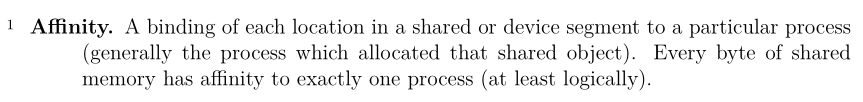 1 Affinity. A binding of each location in a shared or device segment to a particular process
(generally the process which allocated that shared object). Every byte of shared
memory has affinity to exactly one process (at least logically).